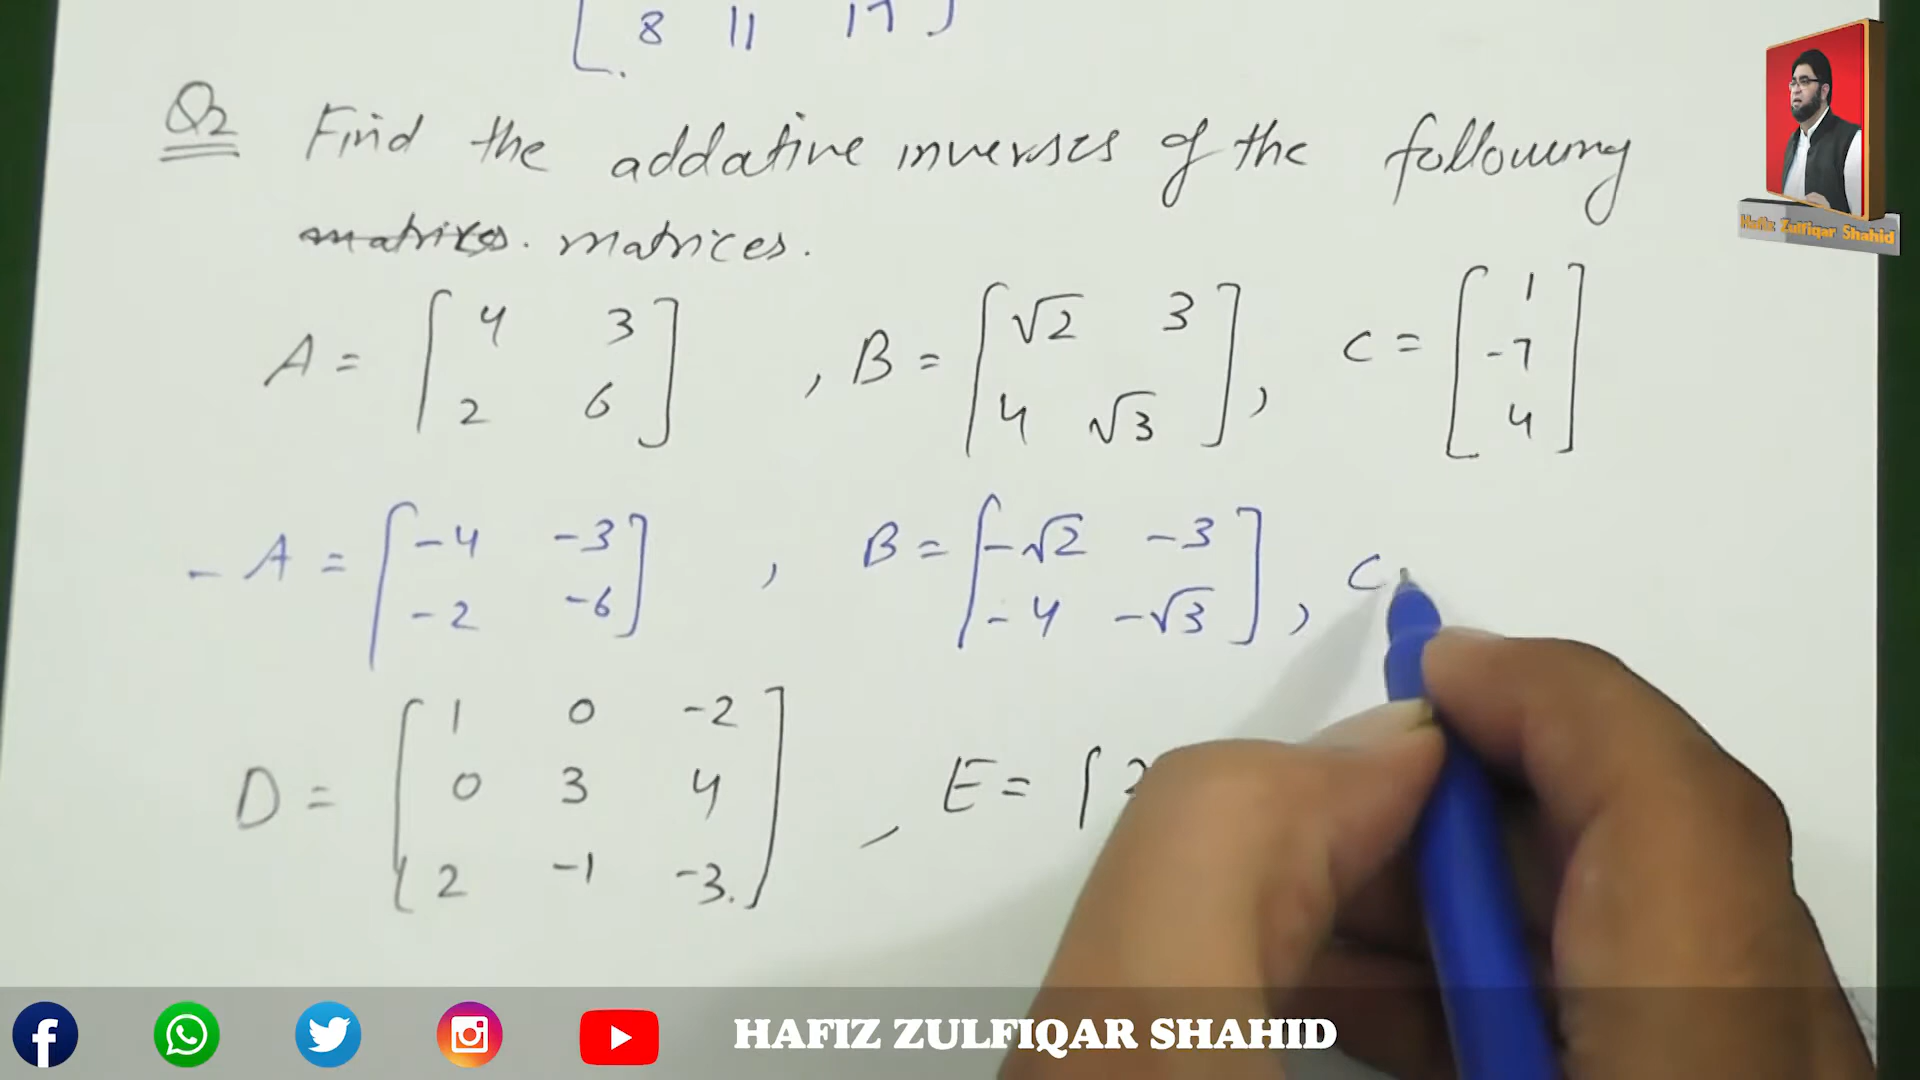 8 11 17
Q2 Find the addative inverses of the following
matrices. matrices.
A = [ 4 3 , B = [ √2 3 , C = [ 1
2 6 ] 4 √3 ] -7
4 ]
- A = [ -4 -3 , B = [ -√2 -3 , C
-2 -6 ] -4 -√3 ]
D = [ 1 0 -2
0 3 4 , E = [
2 -1 -3. ]
Hafiz Zulfiqar Shahid
HAFIZ ZULFIQAR SHAHID